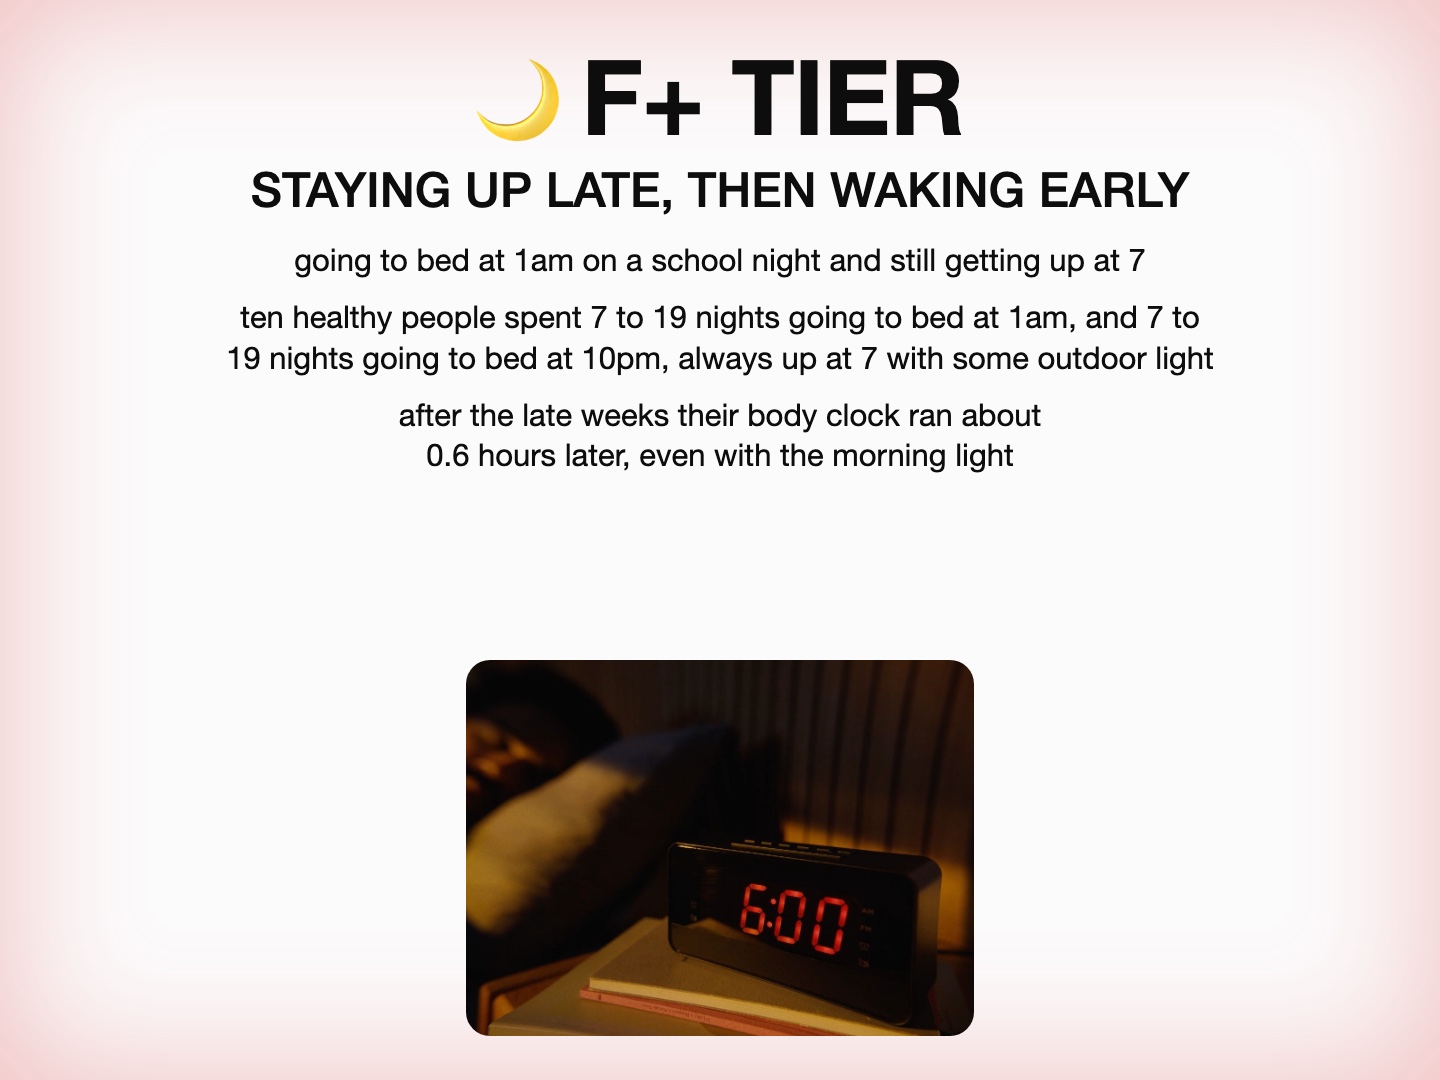 🌙 F+ TIER
STAYING UP LATE, THEN WAKING EARLY
going to bed at 1am on a school night and still getting up at 7
ten healthy people spent 7 to 19 nights going to bed at 1am, and 7 to
19 nights going to bed at 10pm, always up at 7 with some outdoor light
after the late weeks their body clock ran about
0.6 hours later, even with the morning light
6:00